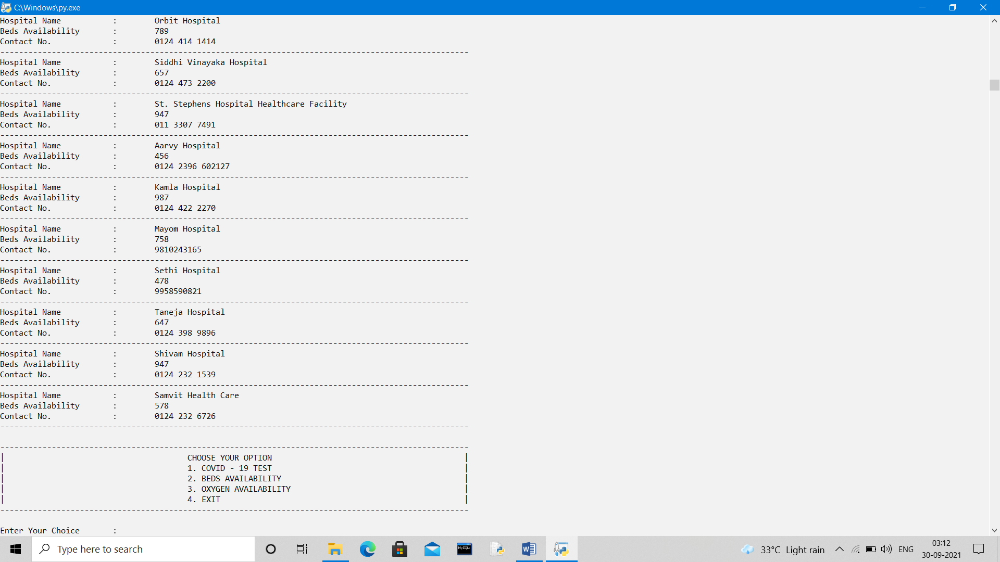 C:\Windows\py.exe
Hospital Name : Orbit Hospital
Beds Availability : 789
Contact No. : 0124 414 1414
----------------------------------------------------------------------------------------------------
Hospital Name : Siddhi Vinayaka Hospital
Beds Availability : 657
Contact No. : 0124 473 2200
----------------------------------------------------------------------------------------------------
Hospital Name : St. Stephens Hospital Healthcare Facility
Beds Availability : 947
Contact No. : 011 3307 7491
----------------------------------------------------------------------------------------------------
Hospital Name : Aarvy Hospital
Beds Availability : 456
Contact No. : 0124 2396 602127
----------------------------------------------------------------------------------------------------
Hospital Name : Kamla Hospital
Beds Availability : 987
Contact No. : 0124 422 2270
----------------------------------------------------------------------------------------------------
Hospital Name : Mayom Hospital
Beds Availability : 758
Contact No. : 9810243165
----------------------------------------------------------------------------------------------------
Hospital Name : Sethi Hospital
Beds Availability : 478
Contact No. : 9958590821
----------------------------------------------------------------------------------------------------
Hospital Name : Taneja Hospital
Beds Availability : 647
Contact No. : 0124 398 9896
----------------------------------------------------------------------------------------------------
Hospital Name : Shivam Hospital
Beds Availability : 947
Contact No. : 0124 232 1539
----------------------------------------------------------------------------------------------------
Hospital Name : Samvit Health Care
Beds Availability : 578
Contact No. : 0124 232 6726
----------------------------------------------------------------------------------------------------
----------------------------------------------------------------------------------------------------
| CHOOSE YOUR OPTION |
| 1. COVID - 19 TEST |
| 2. BEDS AVAILABILITY |
| 3. OXYGEN AVAILABILITY |
| 4. EXIT |
----------------------------------------------------------------------------------------------------
Enter Your Choice :
Type here to search
MySQL
W
33°C Light rain
ENG
03:12
30-09-2021